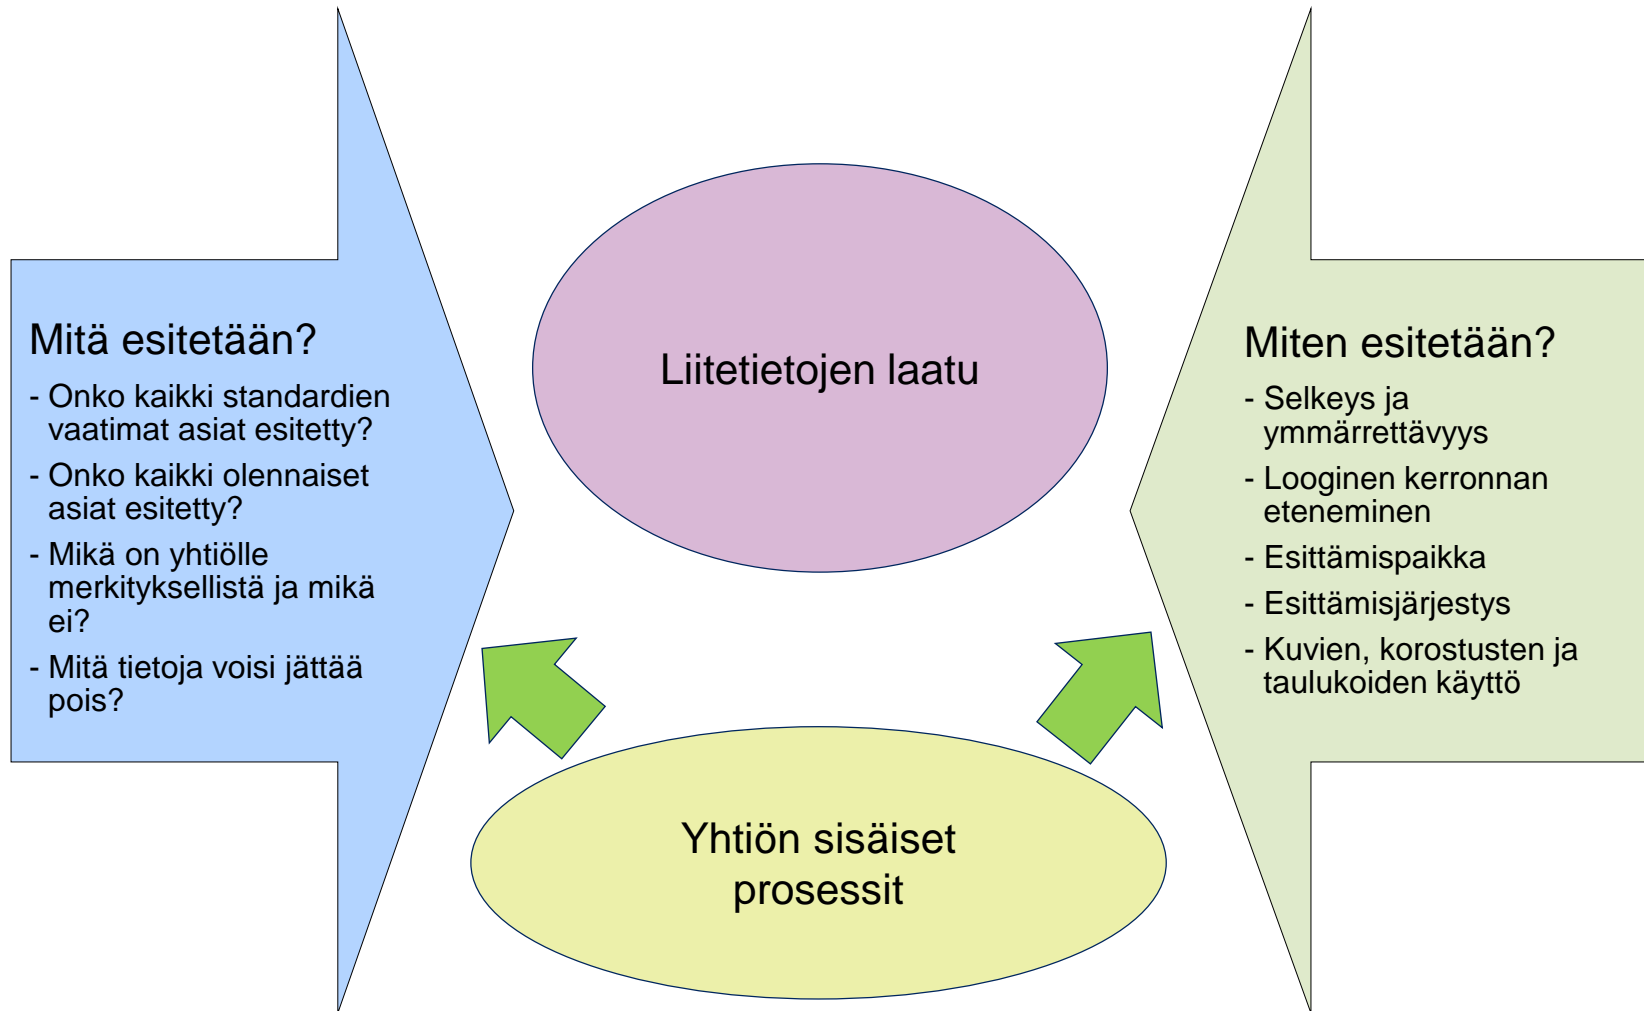 Mitä esitetään?
- Onko kaikki standardien
vaatimat asiat esitetty?
- Onko kaikki olennaiset
asiat esitetty?
- Mikä on yhtiölle
merkityksellistä ja mikä
ei?
- Mitä tietoja voisi jättää
pois?
Liitetietojen laatu
Yhtiön sisäiset
prosessit
Miten esitetään?
- Selkeys ja
ymmärrettävyys
- Looginen kerronnan
eteneminen
- Esittämispaikka
- Esittämisjärjestys
- Kuvien, korostusten ja
taulukoiden käyttö